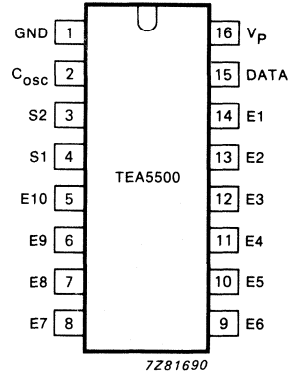 GND 1 16 VP
COSC 2 15 DATA
S2 3 14 E1
S1 4 13 E2
TEA5500
E10 5 12 E3
E9 6 11 E4
E8 7 10 E5
E7 8 9 E6
7Z81690